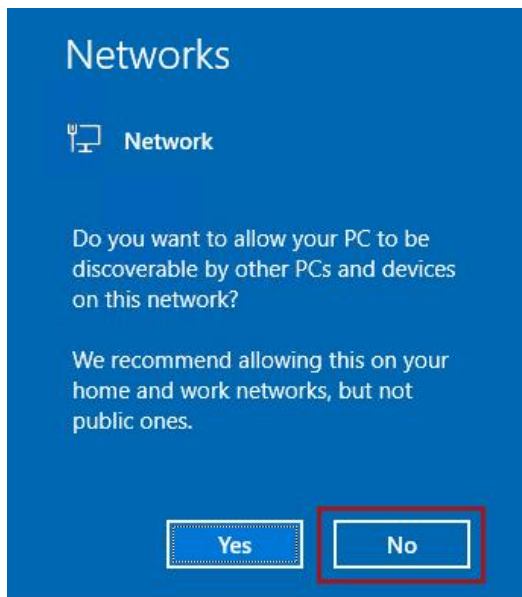 Networks
Network
Do you want to allow your PC to be
discoverable by other PCs and devices
on this network?
We recommend allowing this on your
home and work networks, but not
public ones.
Yes No